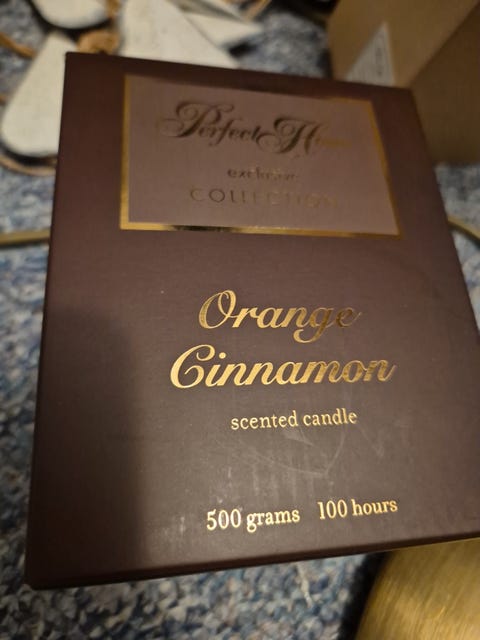 Perfect Home
exclusive
COLLECTION
Orange
Cinnamon
scented candle
500 grams 100 hours